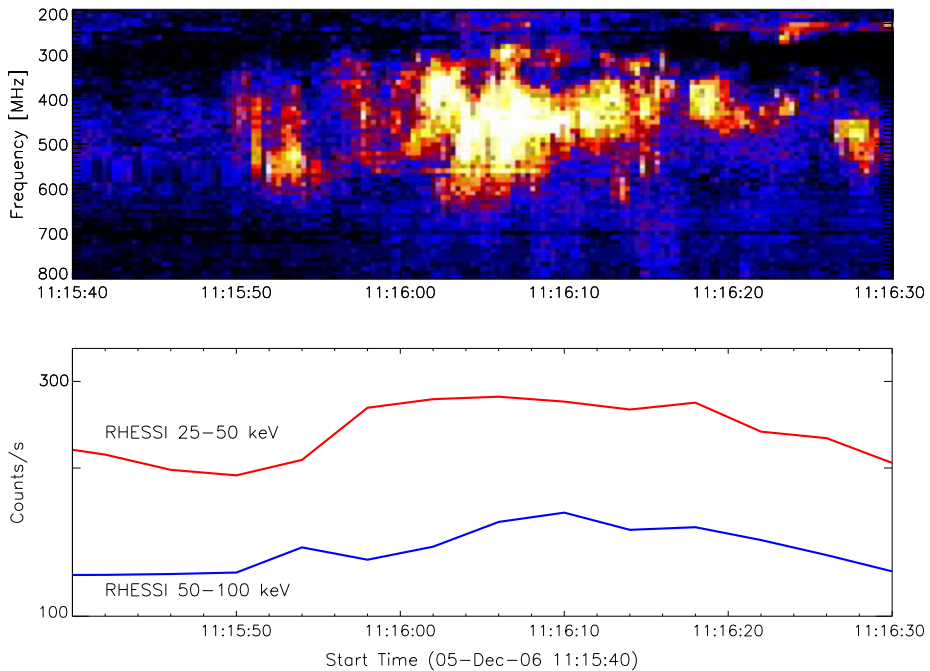 200
300
400
500
600
700
800
Frequency [MHz]
11:15:40 11:15:50 11:16:00 11:16:10 11:16:20 11:16:30
300
100
Counts/s
RHESSI 25−50 keV
RHESSI 50−100 keV
11:15:50 11:16:00 11:16:10 11:16:20 11:16:30
Start Time (05−Dec−06 11:15:40)